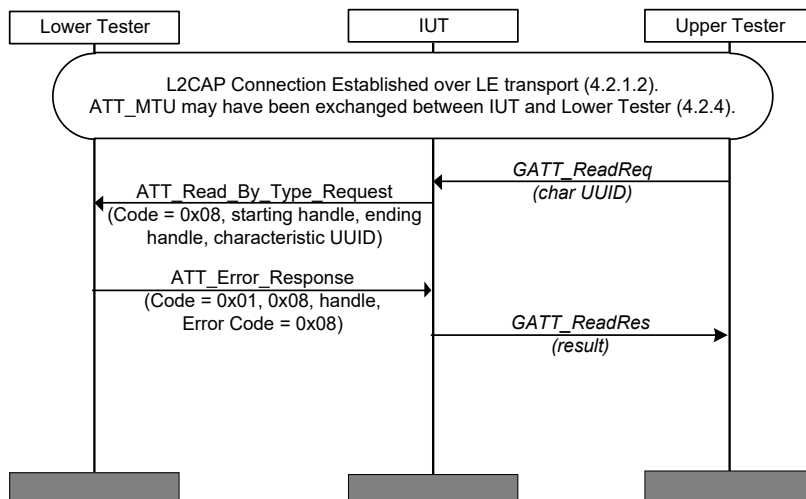 Lower Tester
IUT
Upper Tester
L2CAP Connection Established over LE transport (4.2.1.2).
ATT_MTU may have been exchanged between IUT and Lower Tester (4.2.4).
GATT_ReadReq
(char UUID)
ATT_Read_By_Type_Request
(Code = 0x08, starting handle, ending
handle, characteristic UUID)
ATT_Error_Response
(Code = 0x01, 0x08, handle,
Error Code = 0x08)
GATT_ReadRes
(result)